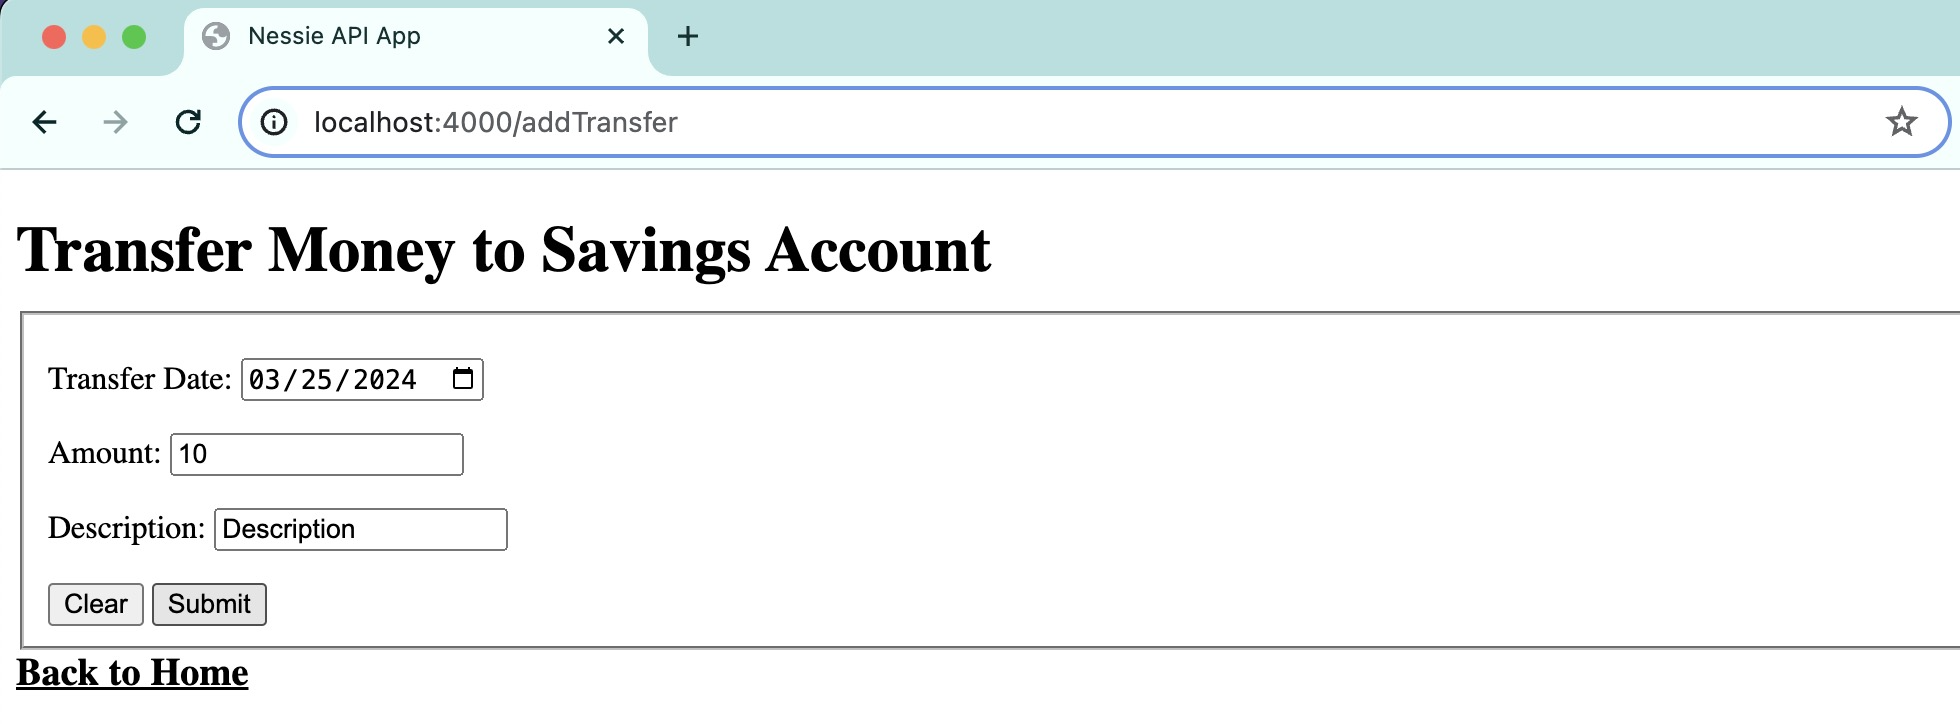 Nessie API App
localhost:4000/addTransfer
Transfer Money to Savings Account
Transfer Date: 03/25/2024
Amount: 10
Description: Description
Clear Submit
Back to Home